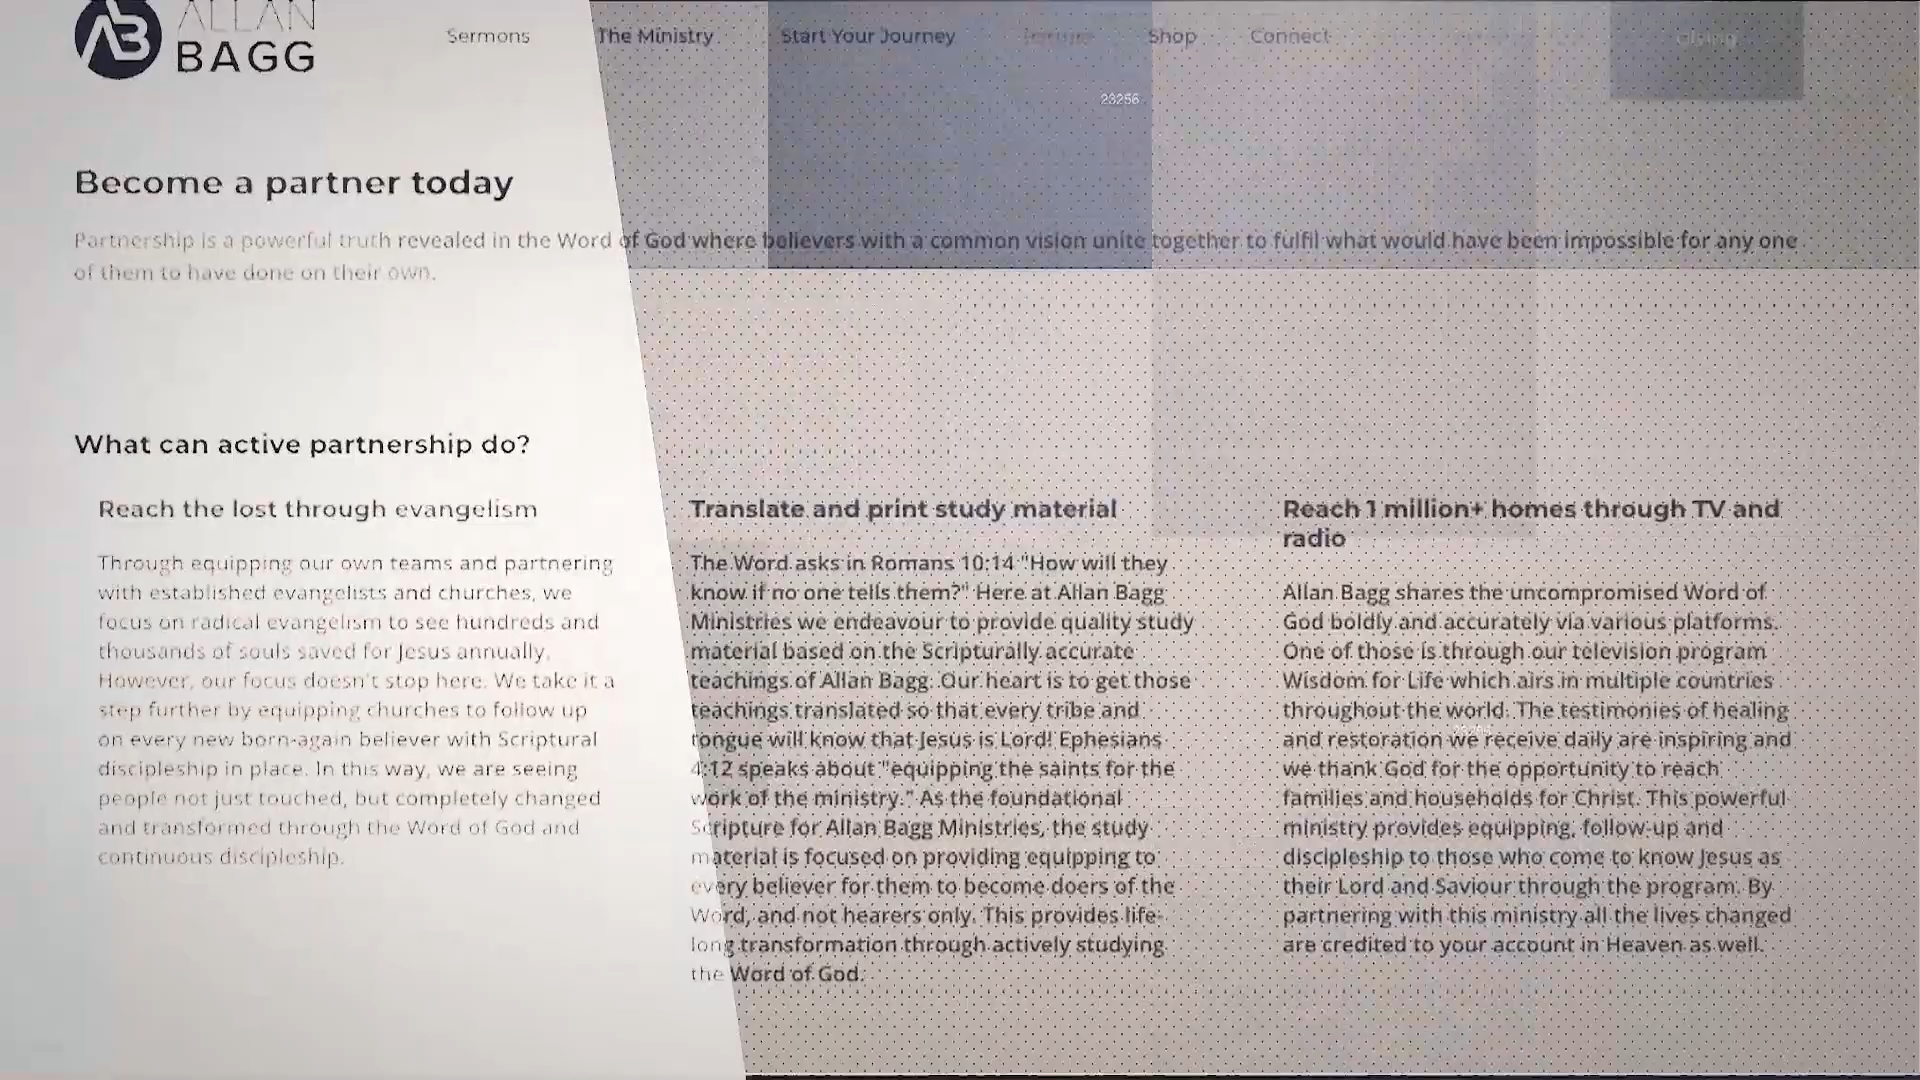 ALLAN
BAGG
Sermons The Ministry Start Your Journey Shop Connect Giving
23256
Become a partner today
Partnership is a powerful truth revealed in the Word of God where believers with a common vision unite together to fulfil what would have been impossible for any one
of them to have done on their own.
What can active partnership do?
Reach the lost through evangelism
Through equipping our own teams and partnering
with established evangelists and churches, we
focus on radical evangelism to see hundreds and
thousands of souls saved for Jesus annually.
However, our focus doesn't stop here. We take it a
step further by equipping churches to follow up
on every new born-again believer with Scriptural
discipleship in place. In this way, we are seeing
people not just touched, but completely changed
and transformed through the Word of God and
continuous discipleship.
Translate and print study material
The Word asks in Romans 10:14 "How will they
know if no one tells them?" Here at Allan Bagg
Ministries we endeavour to provide quality study
material based on the Scripturally accurate
teachings of Allan Bagg. Our heart is to get those
teachings translated so that every tribe and
tongue will know that Jesus is Lord! Ephesians
4:12 speaks about "equipping the saints for the
work of the ministry." As the foundational
Scripture for Allan Bagg Ministries, the study
material is focused on providing equipping to
every believer for them to become doers of the
Word, and not hearers only. This provides life-
long transformation through actively studying
the Word of God.
Reach 1 million+ homes through TV and
radio
Allan Bagg shares the uncompromised Word of
God boldly and accurately via various platforms.
One of those is through our television program
Wisdom for Life which airs in multiple countries
throughout the world. The testimonies of healing
and restoration we receive daily are inspiring and
we thank God for the opportunity to reach
families and households for Christ. This powerful
ministry provides equipping, follow-up and
discipleship to those who come to know Jesus as
their Lord and Saviour through the program. By
partnering with this ministry all the lives changed
are credited to your account in Heaven as well.